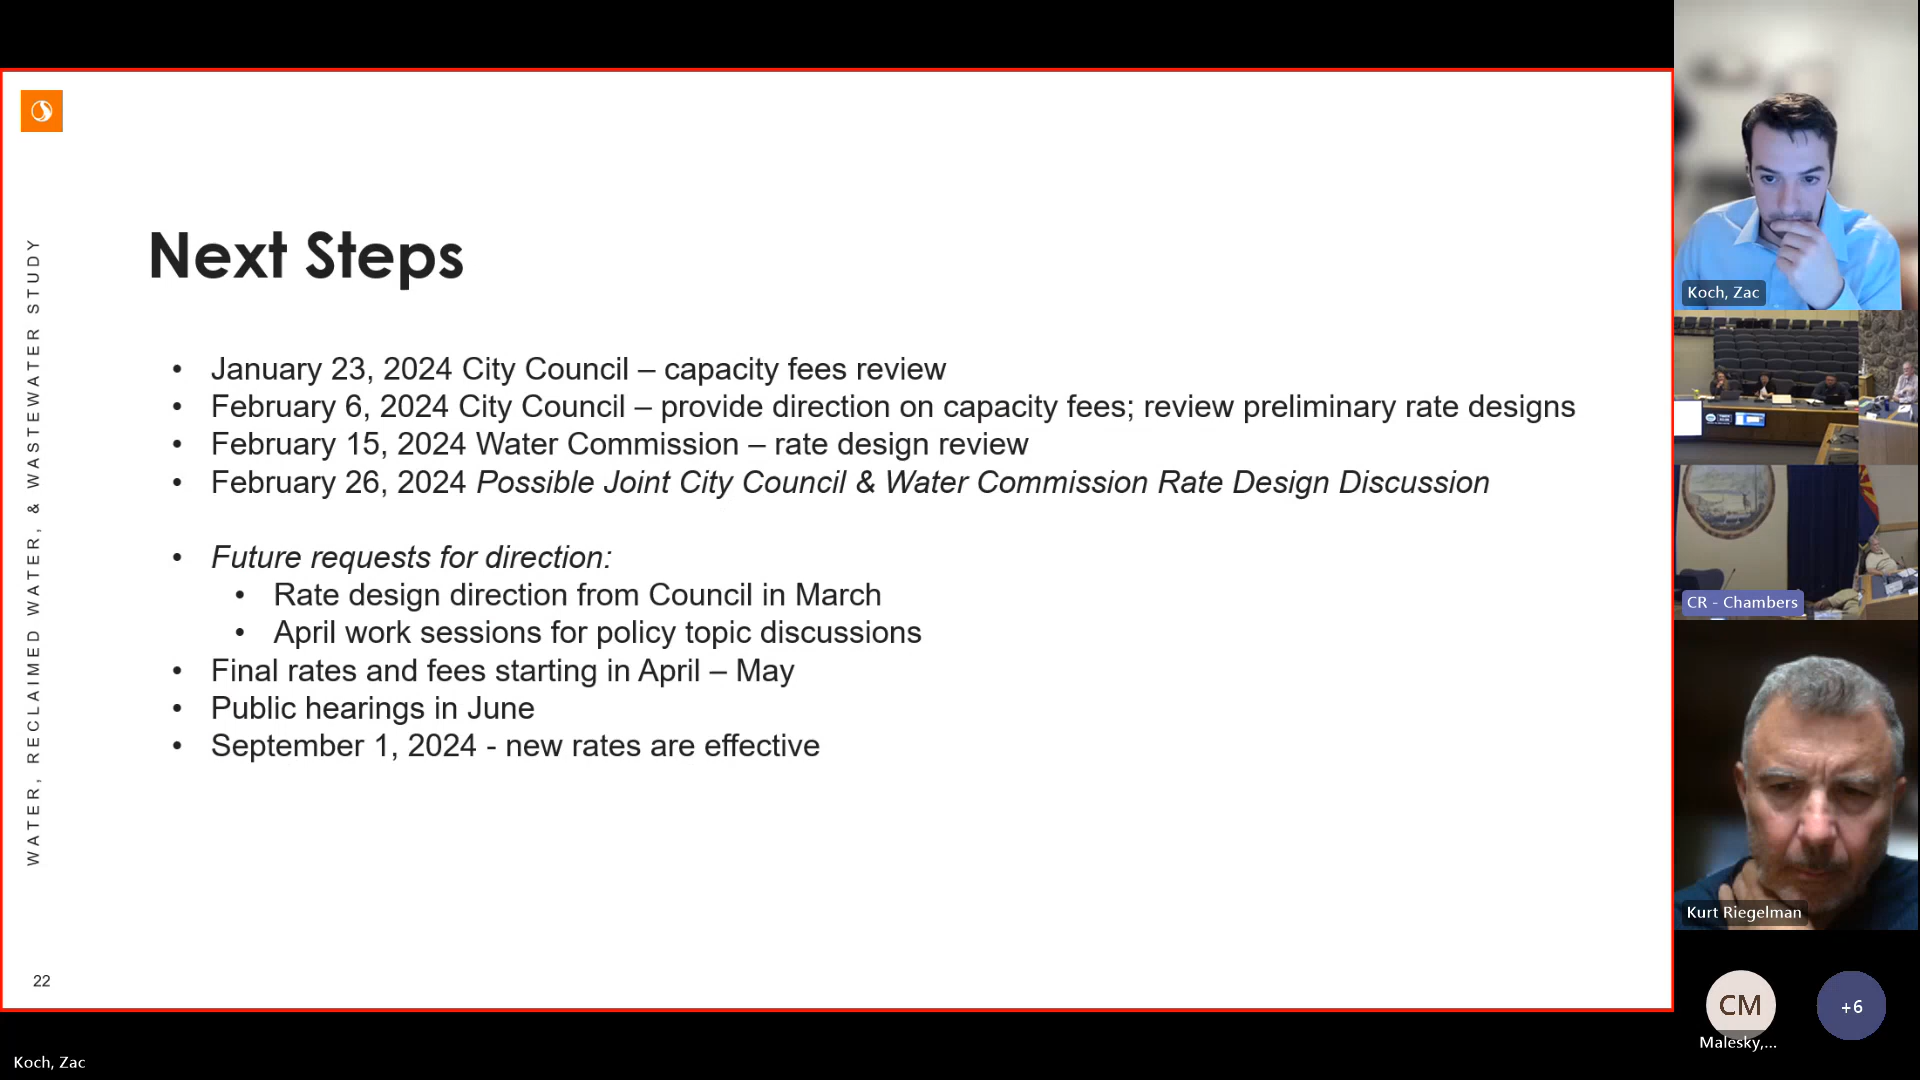 WATER, RECLAIMED WATER, & WASTEWATER STUDY
Next Steps
• January 23, 2024 City Council – capacity fees review
• February 6, 2024 City Council – provide direction on capacity fees; review preliminary rate designs
• February 15, 2024 Water Commission – rate design review
• February 26, 2024 Possible Joint City Council & Water Commission Rate Design Discussion
• Future requests for direction:
• Rate design direction from Council in March
• April work sessions for policy topic discussions
• Final rates and fees starting in April – May
• Public hearings in June
• September 1, 2024 - new rates are effective
22
Koch, Zac
CR - Chambers
Kurt Riegelman
CM
Malesky,...
+6
Koch, Zac